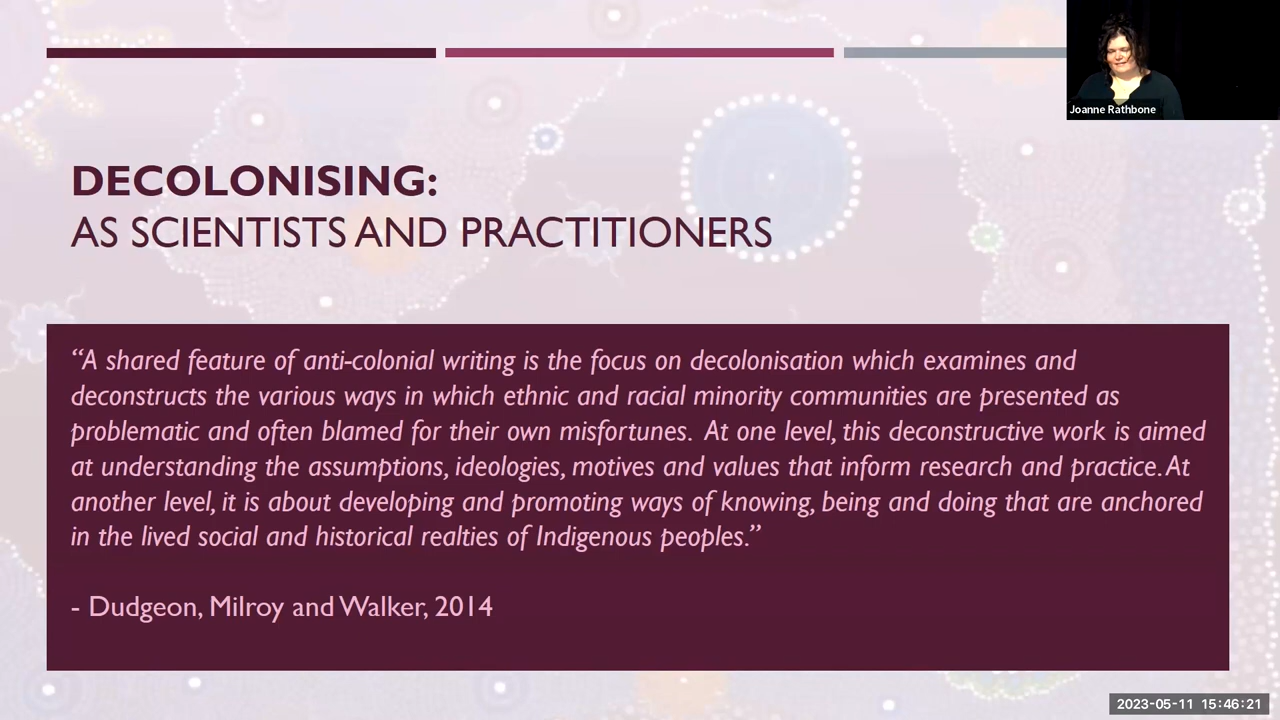 Joanne Rathbone
DECOLONISING:
AS SCIENTISTS AND PRACTITIONERS
“A shared feature of anti-colonial writing is the focus on decolonisation which examines and
deconstructs the various ways in which ethnic and racial minority communities are presented as
problematic and often blamed for their own misfortunes. At one level, this deconstructive work is aimed
at understanding the assumptions, ideologies, motives and values that inform research and practice. At
another level, it is about developing and promoting ways of knowing, being and doing that are anchored
in the lived social and historical realties of Indigenous peoples.”
- Dudgeon, Milroy and Walker, 2014
2023-05-11 15:46:21